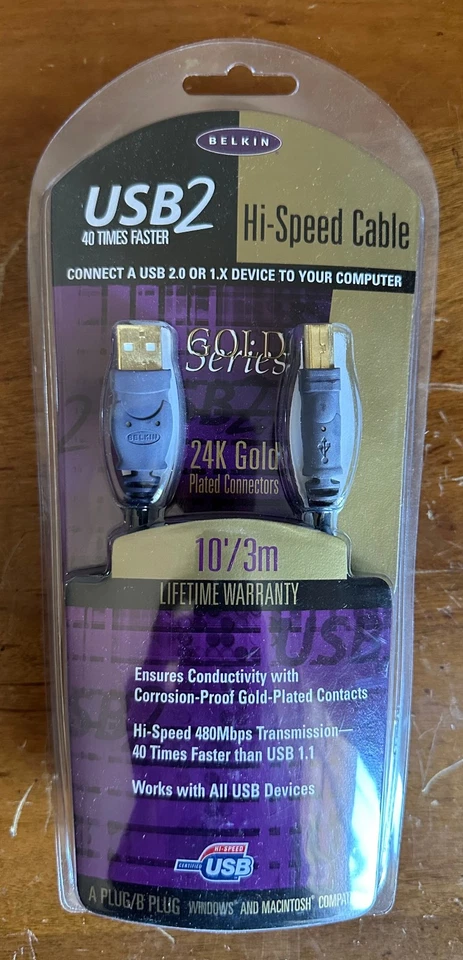 BELKIN
USB2
40 TIMES FASTER
Hi-Speed Cable
CONNECT A USB 2.0 OR 1.X DEVICE TO YOUR COMPUTER
GOLD
Series
BELKIN
24K Gold
Plated Connectors
10'/3m
LIFETIME WARRANTY
Ensures Conductivity with
Corrosion-Proof Gold-Plated Contacts
Hi-Speed 480Mbps Transmission—
40 Times Faster than USB 1.1
Works with All USB Devices
HI-SPEED
CERTIFIED USB
A PLUG/B PLUG WINDOWS® AND MACINTOSH®